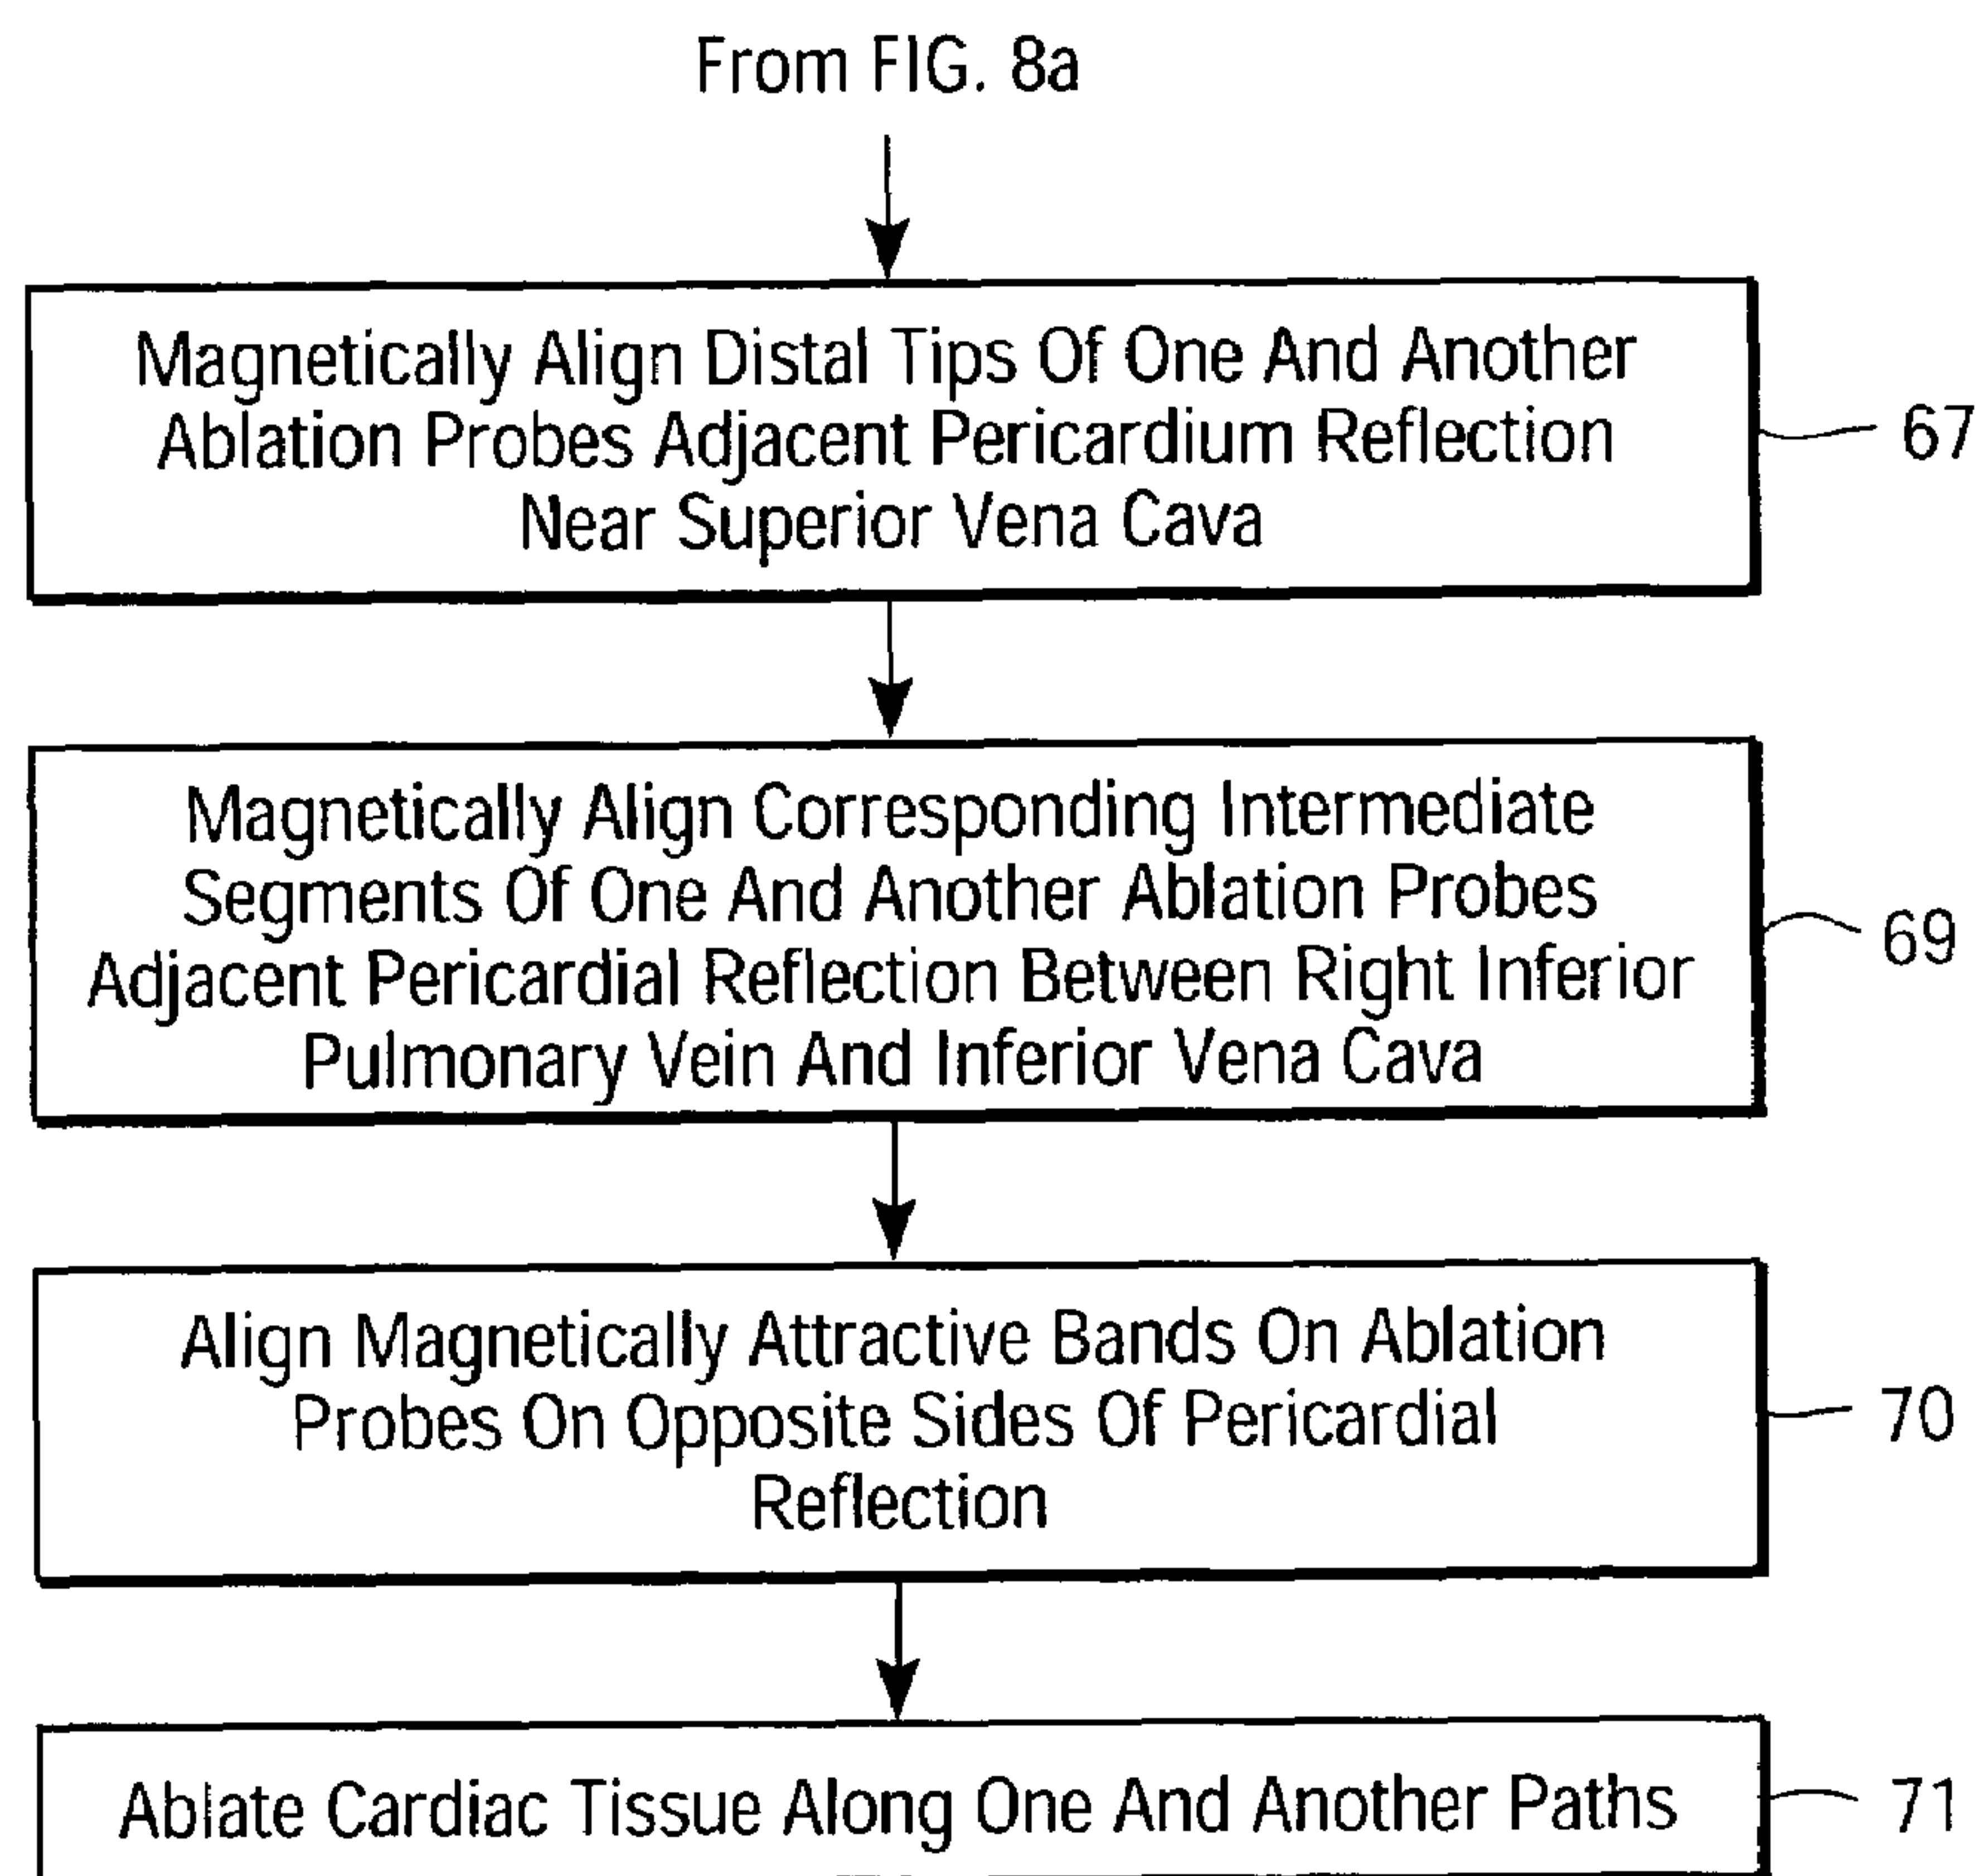 From FIG. 8a
Magnetically Align Distal Tips Of One And Another
Ablation Probes Adjacent Pericardium Reflection
Near Superior Vena Cava
67
Magnetically Align Corresponding Intermediate
Segments Of One And Another Ablation Probes
Adjacent Pericardial Reflection Between Right Inferior
Pulmonary Vein And Inferior Vena Cava
69
Align Magnetically Attractive Bands On Ablation
Probes On Opposite Sides Of Pericardial
Reflection
70
Ablate Cardiac Tissue Along One And Another Paths
71